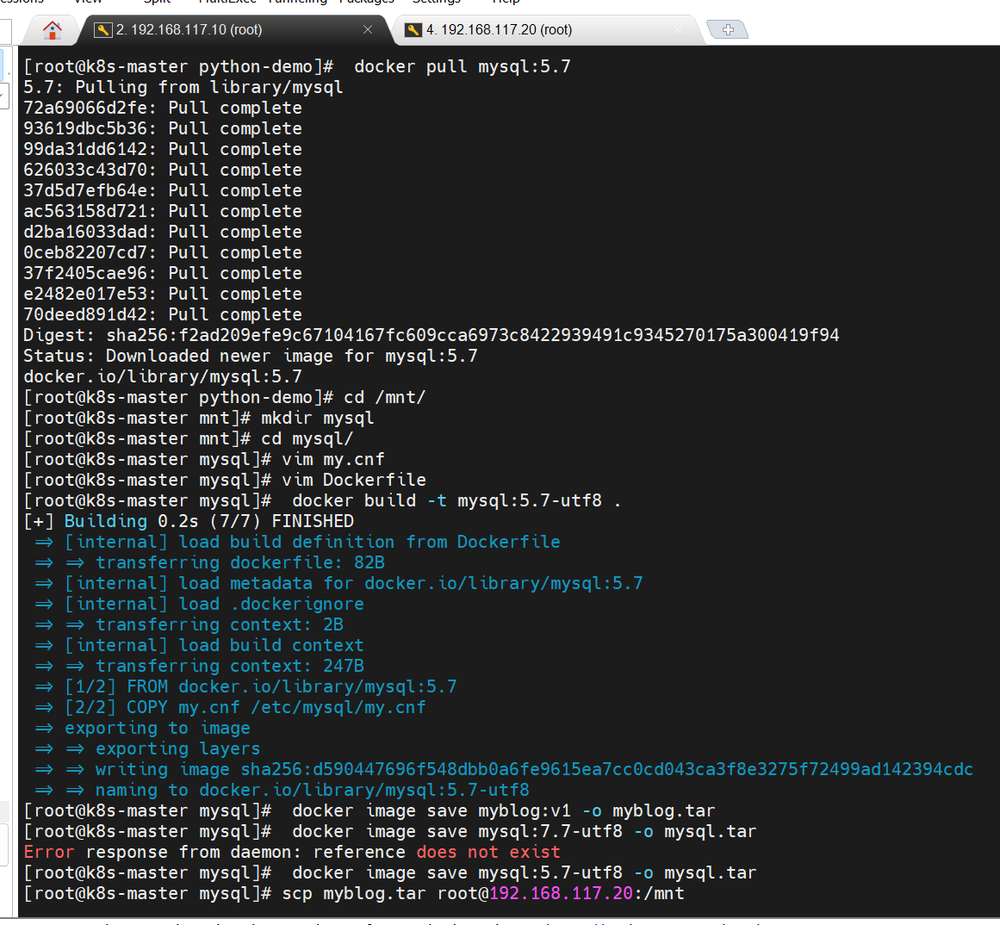 View Split MultiExec Tunneling Packages Settings Help
2. 192.168.117.10 (root)
4. 192.168.117.20 (root)
[root@k8s-master python-demo]#  docker pull mysql:5.7
5.7: Pulling from library/mysql
72a69066d2fe: Pull complete
93619dbc5b36: Pull complete
99da31dd6142: Pull complete
626033c43d70: Pull complete
37d5d7efb64e: Pull complete
ac563158d721: Pull complete
d2ba16033dad: Pull complete
0ceb82207cd7: Pull complete
37f2405cae96: Pull complete
e2482e017e53: Pull complete
70deed891d42: Pull complete
Digest: sha256:f2ad209efe9c67104167fc609cca6973c8422939491c9345270175a300419f94
Status: Downloaded newer image for mysql:5.7
docker.io/library/mysql:5.7
[root@k8s-master python-demo]# cd /mnt/
[root@k8s-master mnt]# mkdir mysql
[root@k8s-master mnt]# cd mysql/
[root@k8s-master mysql]# vim my.cnf
[root@k8s-master mysql]# vim Dockerfile
[root@k8s-master mysql]#  docker build -t mysql:5.7-utf8 .
[+] Building 0.2s (7/7) FINISHED
 => [internal] load build definition from Dockerfile
 => => transferring dockerfile: 82B
 => [internal] load metadata for docker.io/library/mysql:5.7
 => [internal] load .dockerignore
 => => transferring context: 2B
 => [internal] load build context
 => => transferring context: 247B
 => [1/2] FROM docker.io/library/mysql:5.7
 => [2/2] COPY my.cnf /etc/mysql/my.cnf
 => exporting to image
 => => exporting layers
 => => writing image sha256:d590447696f548dbb0a6fe9615ea7cc0cd043ca3f8e3275f72499ad142394cdc
 => => naming to docker.io/library/mysql:5.7-utf8
[root@k8s-master mysql]#  docker image save myblog:v1 -o myblog.tar
[root@k8s-master mysql]#  docker image save mysql:7.7-utf8 -o mysql.tar
Error response from daemon: reference does not exist
[root@k8s-master mysql]#  docker image save mysql:5.7-utf8 -o mysql.tar
[root@k8s-master mysql]# scp myblog.tar root@192.168.117.20:/mnt